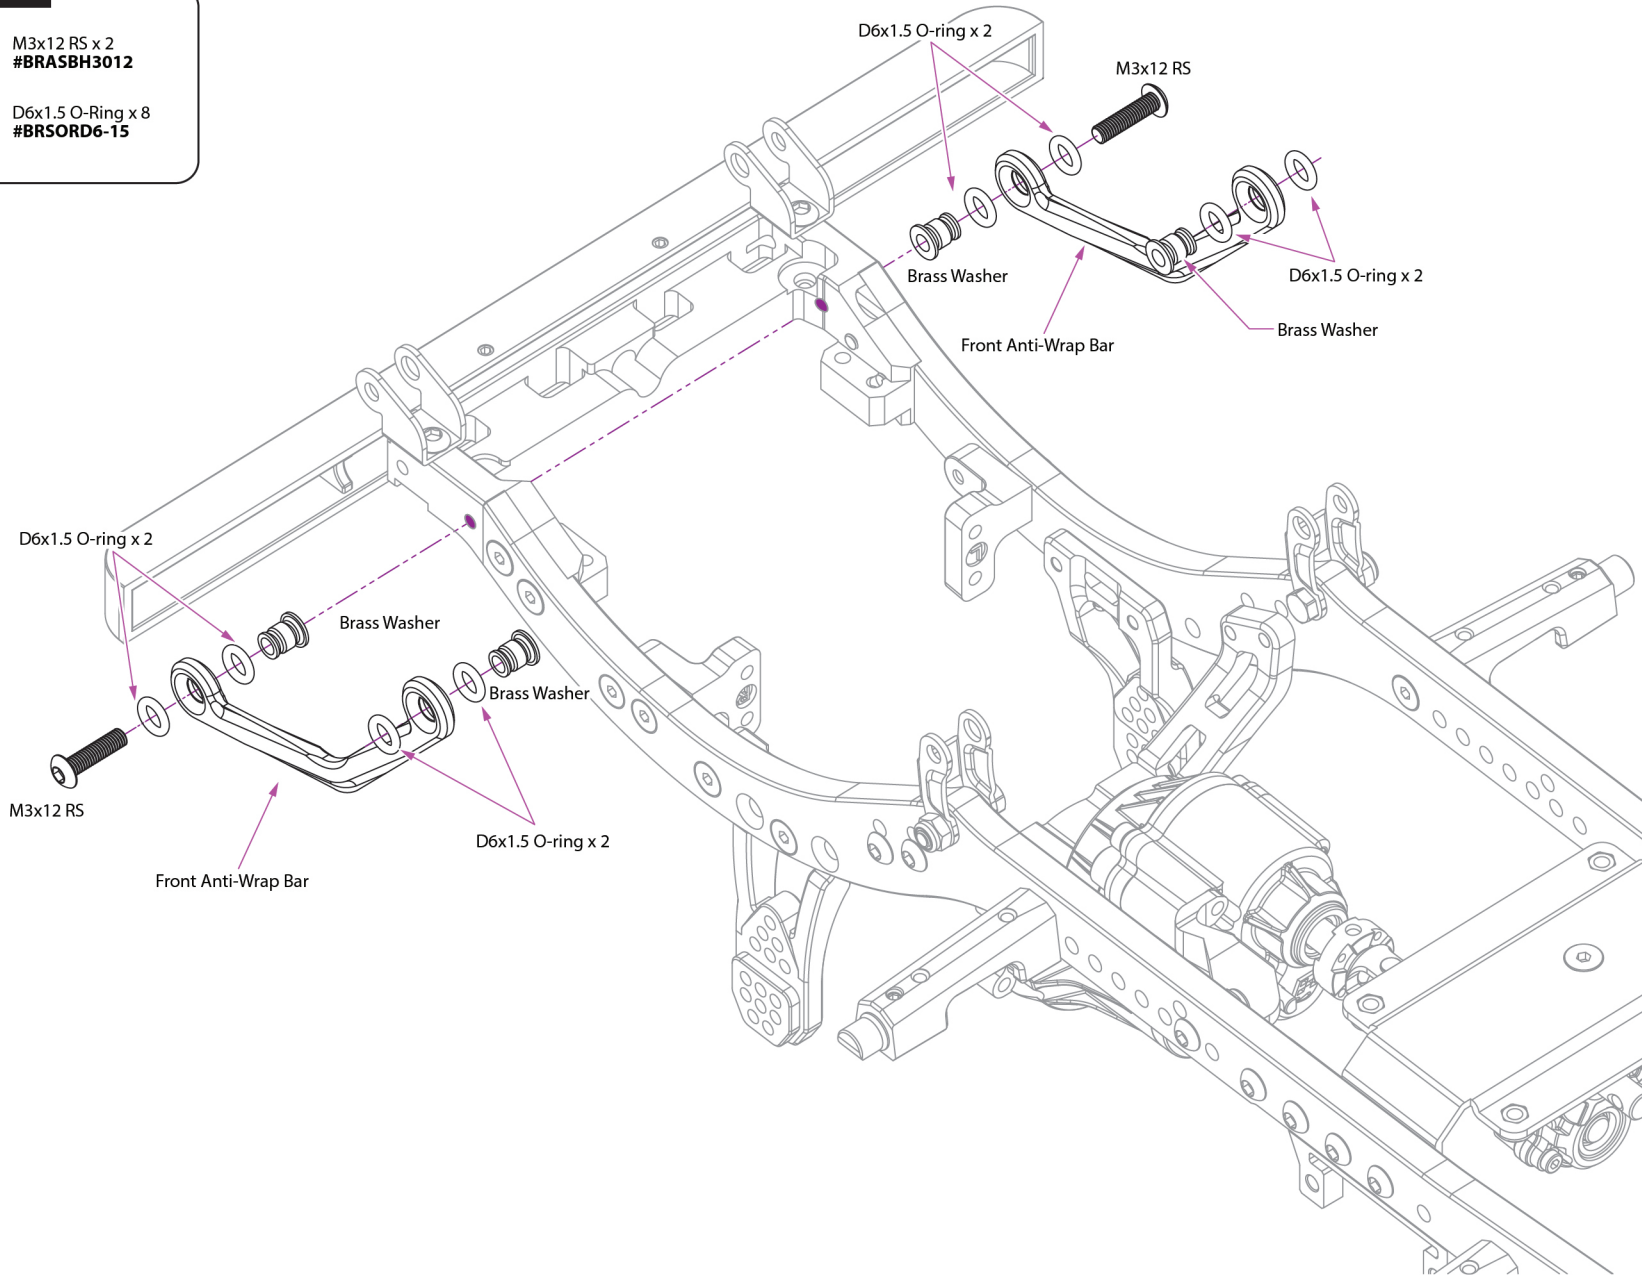 M3x12 RS x 2
#BRASBH3012
D6x1.5 O-Ring x 8
#BRSORD6-15
D6x1.5 O-ring x 2
M3x12 RS
Brass Washer
D6x1.5 O-ring x 2
Brass Washer
Front Anti-Wrap Bar
D6x1.5 O-ring x 2
Brass Washer
Brass Washer
M3x12 RS
D6x1.5 O-ring x 2
Front Anti-Wrap Bar